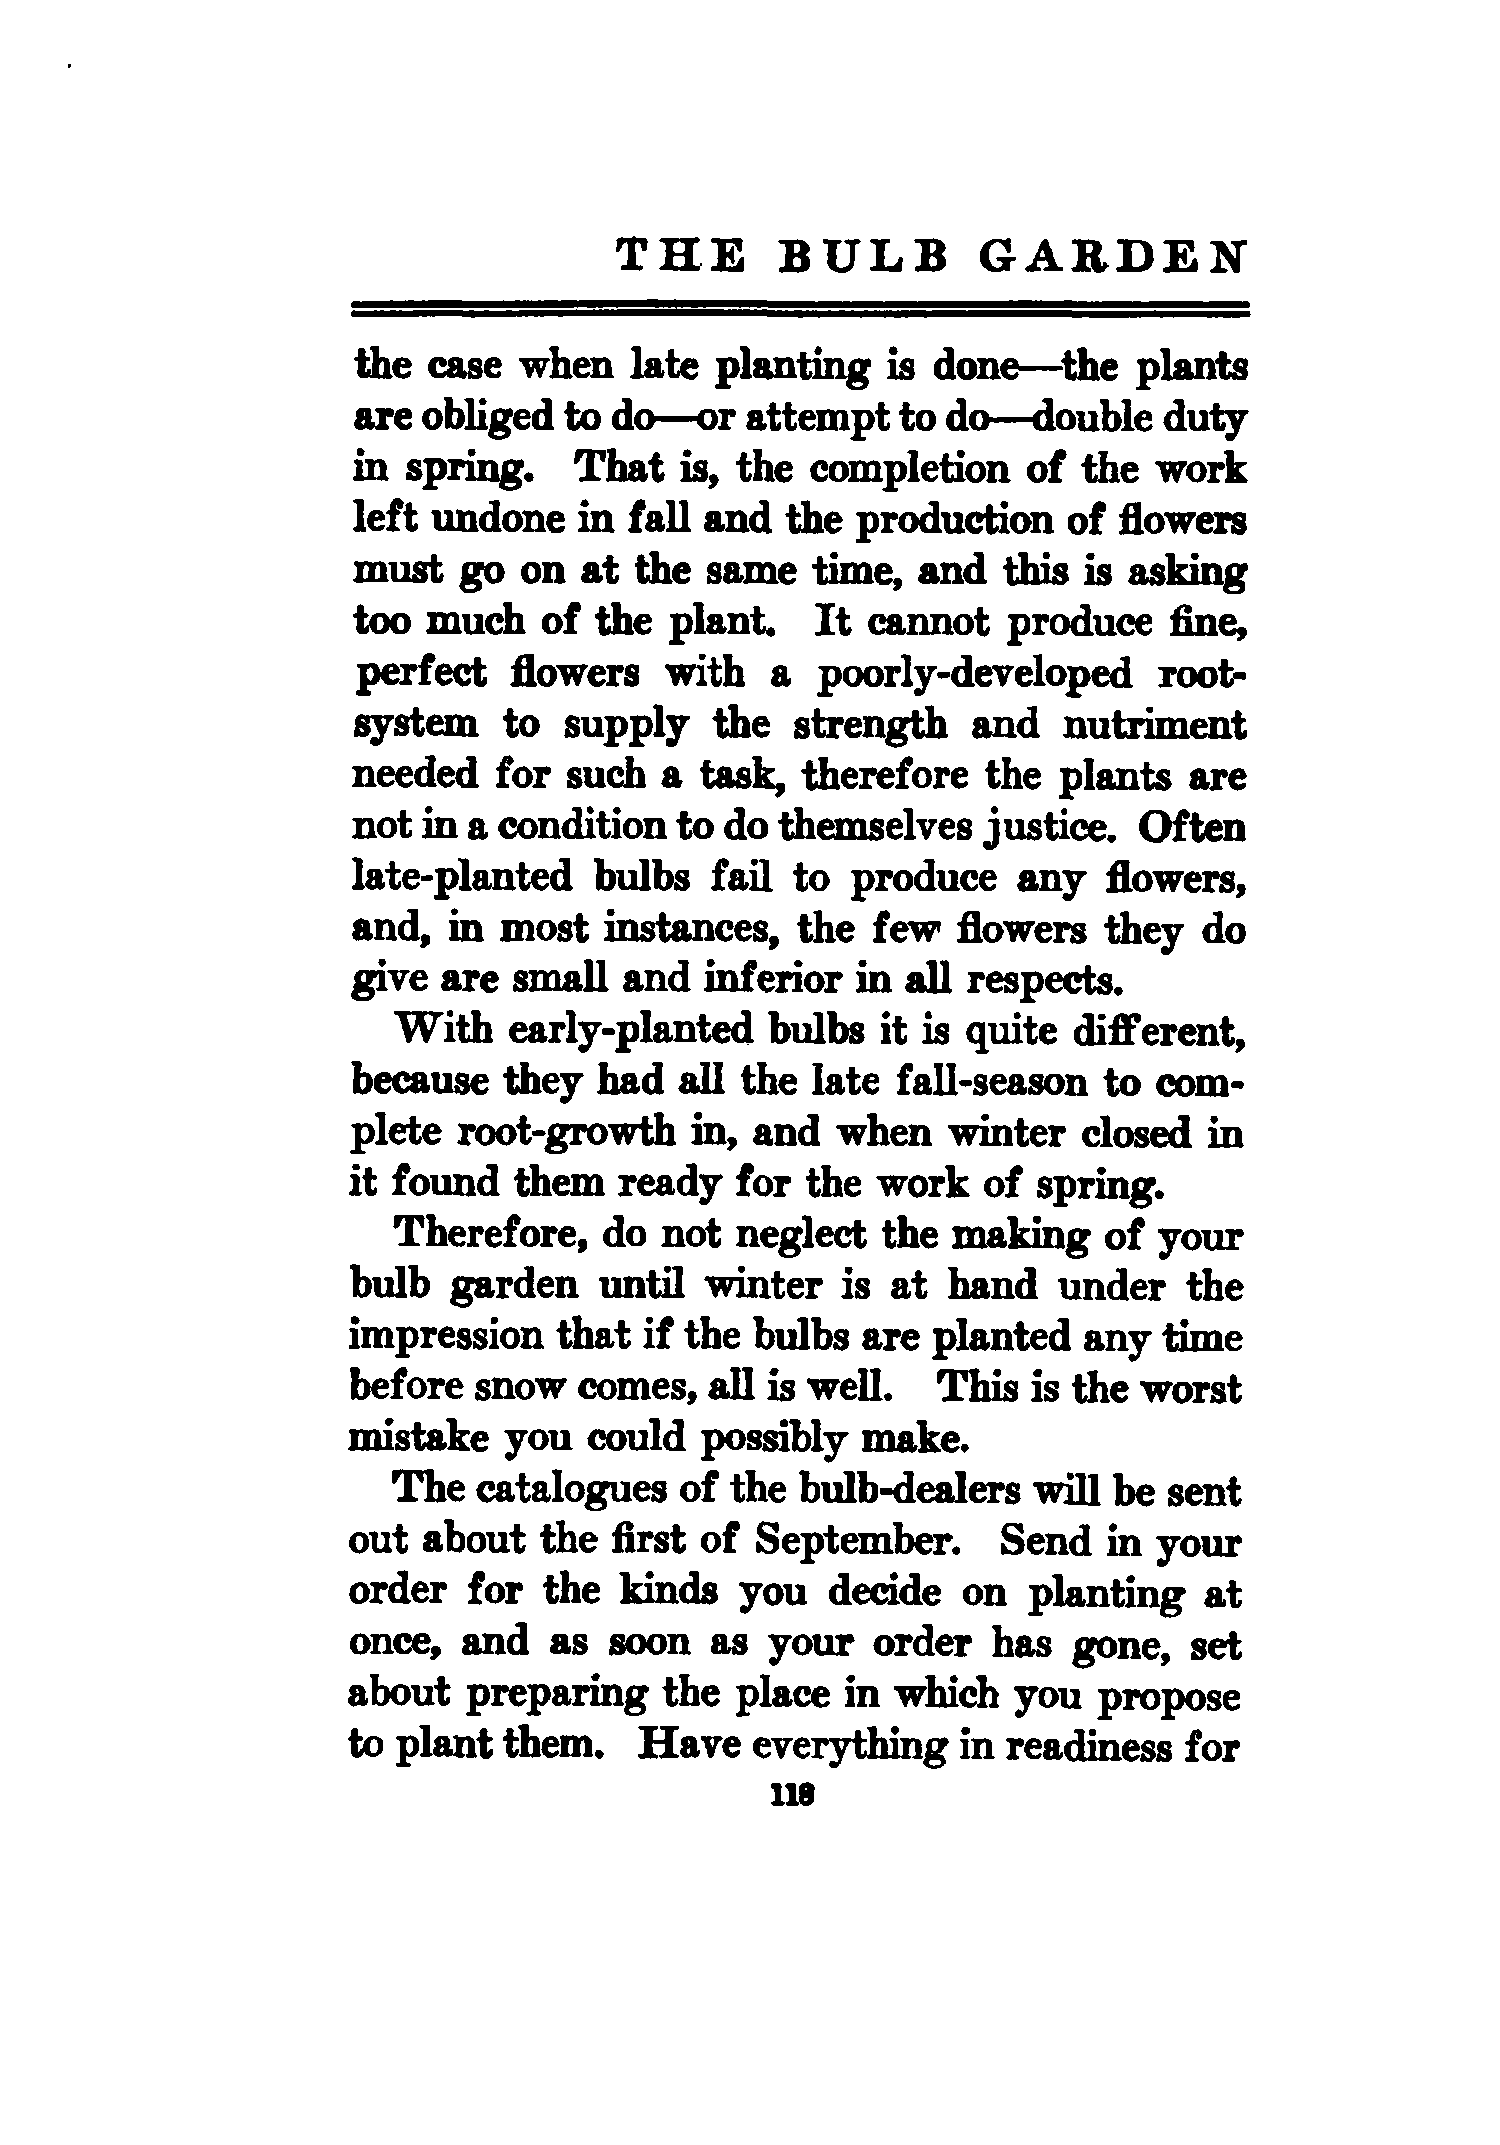 THE BULB GARDEN
the case when late planting is done—the plants
are obliged to do—or attempt to do—double duty
in spring. That is, the completion of the work
left undone in fall and the production of flowers
must go on at the same time, and this is asking
too much of the plant. It cannot produce fine,
perfect flowers with a poorly-developed root-
system to supply the strength and nutriment
needed for such a task, therefore the plants are
not in a condition to do themselves justice. Often
late-planted bulbs fail to produce any flowers,
and, in most instances, the few flowers they do
give are small and inferior in all respects.
With early-planted bulbs it is quite different,
because they had all the late fall-season to com-
plete root-growth in, and when winter closed in
it found them ready for the work of spring.
Therefore, do not neglect the making of your
bulb garden until winter is at hand under the
impression that if the bulbs are planted any time
before snow comes, all is well. This is the worst
mistake you could possibly make.
The catalogues of the bulb-dealers will be sent
out about the first of September. Send in your
order for the kinds you decide on planting at
once, and as soon as your order has gone, set
about preparing the place in which you propose
to plant them. Have everything in readiness for